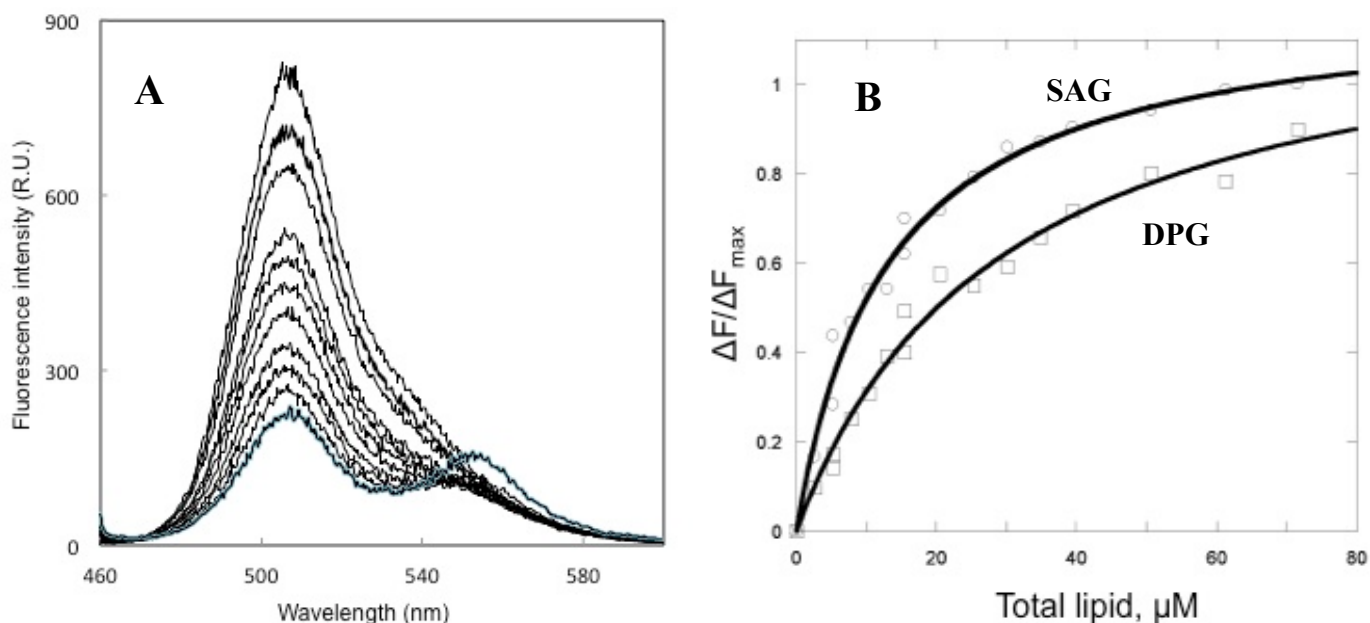 A
900
600
300
0
460
500
540
580
Fluorescence intensity (R.U.)
Wavelength (nm)
B
SAG
DPG
1
0.8
0.6
0.4
0.2
0
0
20
40
60
80
ΔF/ΔFmax
Total lipid, µM